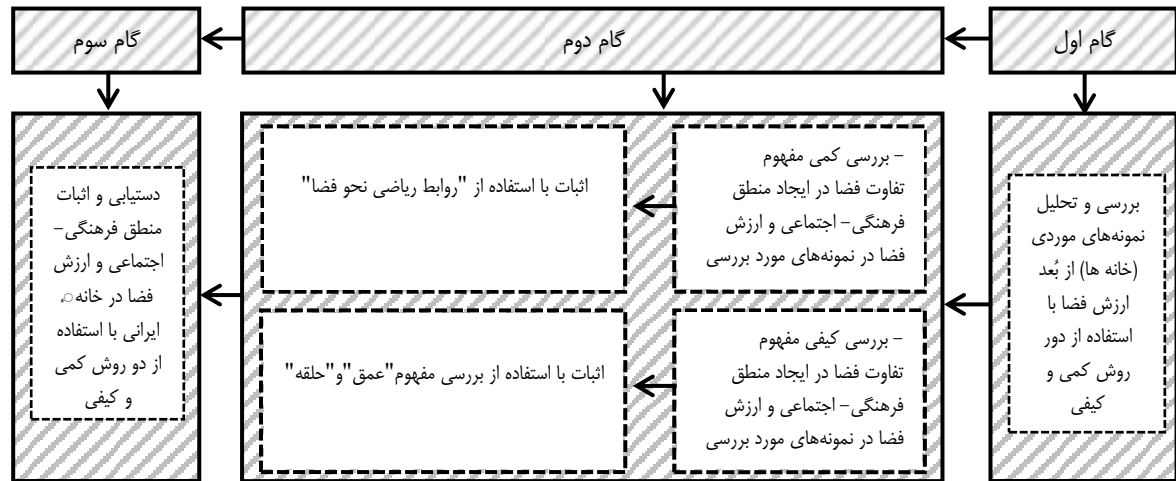 گام اول
گام دوم
گام سوم
بررسی و تحلیل
نمونه‌های موردی
(خانه ها) از بُعد
ارزش فضا با
استفاده از دور
روش کمی و
کیفی
– بررسی کمی مفهوم
تفاوت فضا در ایجاد منطق
فرهنگی– اجتماعی و ارزش
فضا در نمونه‌های مورد بررسی
اثبات با استفاده از "روابط ریاضی نحو فضا"
– بررسی کیفی مفهوم
تفاوت فضا در ایجاد منطق
فرهنگی– اجتماعی و ارزش
فضا در نمونه‌های مورد بررسی
اثبات با استفاده از بررسی مفهوم"عمق"و"حلقه"
دستیابی و اثبات
منطق فرهنگی–
اجتماعی و ارزش
فضا در خانه
ایرانی با استفاده
از دو روش کمی
و کیفی